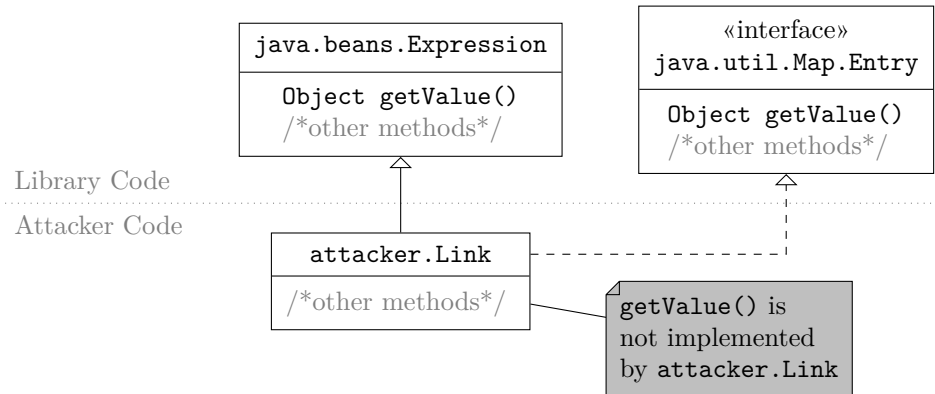 java.beans.Expression
Object getValue()
/*other methods*/
«interface»
java.util.Map.Entry
Object getValue()
/*other methods*/
Library Code
Attacker Code
attacker.Link
/*other methods*/
getValue() is
not implemented
by attacker.Link